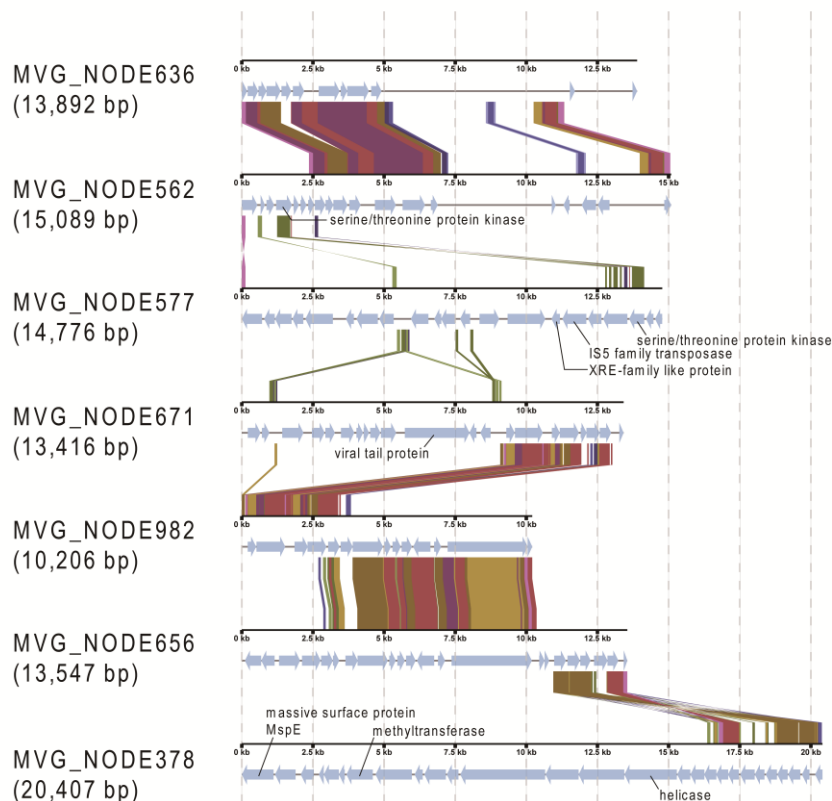 0 kb 2.5 kb 5 kb 7.5 kb 10 kb 12.5 kb
MVG_NODE636
(13,892 bp)
0 kb 2.5 kb 5 kb 7.5 kb 10 kb 12.5 kb 15 kb
MVG_NODE562
(15,089 bp)
serine/threonine protein kinase
0 kb 2.5 kb 5 kb 7.5 kb 10 kb 12.5 kb
MVG_NODE577
(14,776 bp)
serine/threonine protein kinase
IS5 family transposase
XRE-family like protein
0 kb 2.5 kb 5 kb 7.5 kb 10 kb 12.5 kb
MVG_NODE671
(13,416 bp)
viral tail protein
0 kb 2.5 kb 5 kb 7.5 kb 10 kb
MVG_NODE982
(10,206 bp)
0 kb 2.5 kb 5 kb 7.5 kb 10 kb 12.5 kb
MVG_NODE656
(13,547 bp)
0 kb 2.5 kb 5 kb 7.5 kb 10 kb 12.5 kb 15 kb 17.5 kb 20 kb
massive surface protein
MspE
methyltransferase
MVG_NODE378
(20,407 bp)
helicase